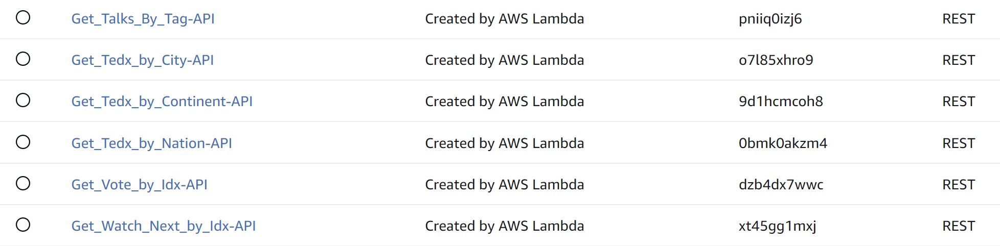 Get_Talks_By_Tag-API Created by AWS Lambda pniiq0izj6 REST
Get_Tedx_by_City-API Created by AWS Lambda o7l85xhro9 REST
Get_Tedx_by_Continent-API Created by AWS Lambda 9d1hcmcoh8 REST
Get_Tedx_by_Nation-API Created by AWS Lambda 0bmk0akzm4 REST
Get_Vote_by_Idx-API Created by AWS Lambda dzb4dx7wwc REST
Get_Watch_Next_by_Idx-API Created by AWS Lambda xt45gg1mxj REST